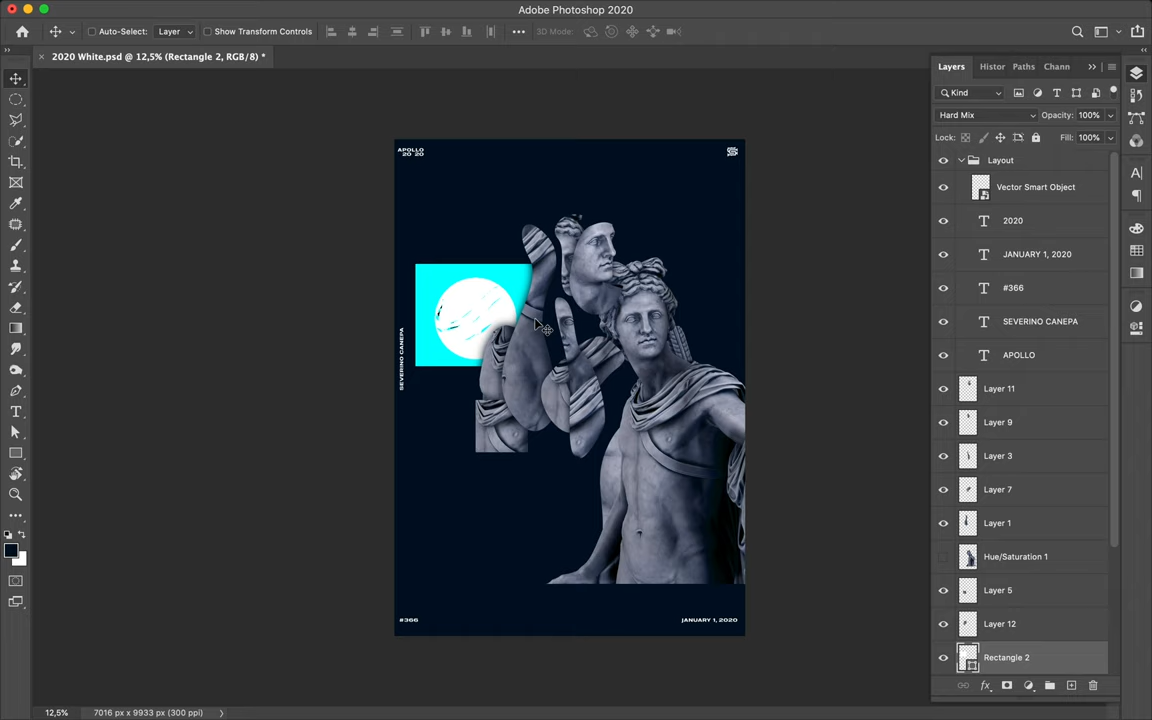 Adobe Photoshop 2020
Auto-Select: Layer Show Transform Controls 3D Mode:
2020 White.psd @ 12,5% (Rectangle 2, RGB/8) *
Layers Histor Paths Chann
Kind
Hard Mix Opacity: 100%
Lock: Fill: 100%
Layout
Vector Smart Object
2020
JANUARY 1, 2020
#366
SEVERINO CANEPA
APOLLO
Layer 11
Layer 9
Layer 3
Layer 7
Layer 1
Hue/Saturation 1
Layer 5
Layer 12
Rectangle 2
APOLLO
20 20
SEVERINO CANEPA
#366 JANUARY 1, 2020
12,5% 7016 px x 9933 px (300 ppi)